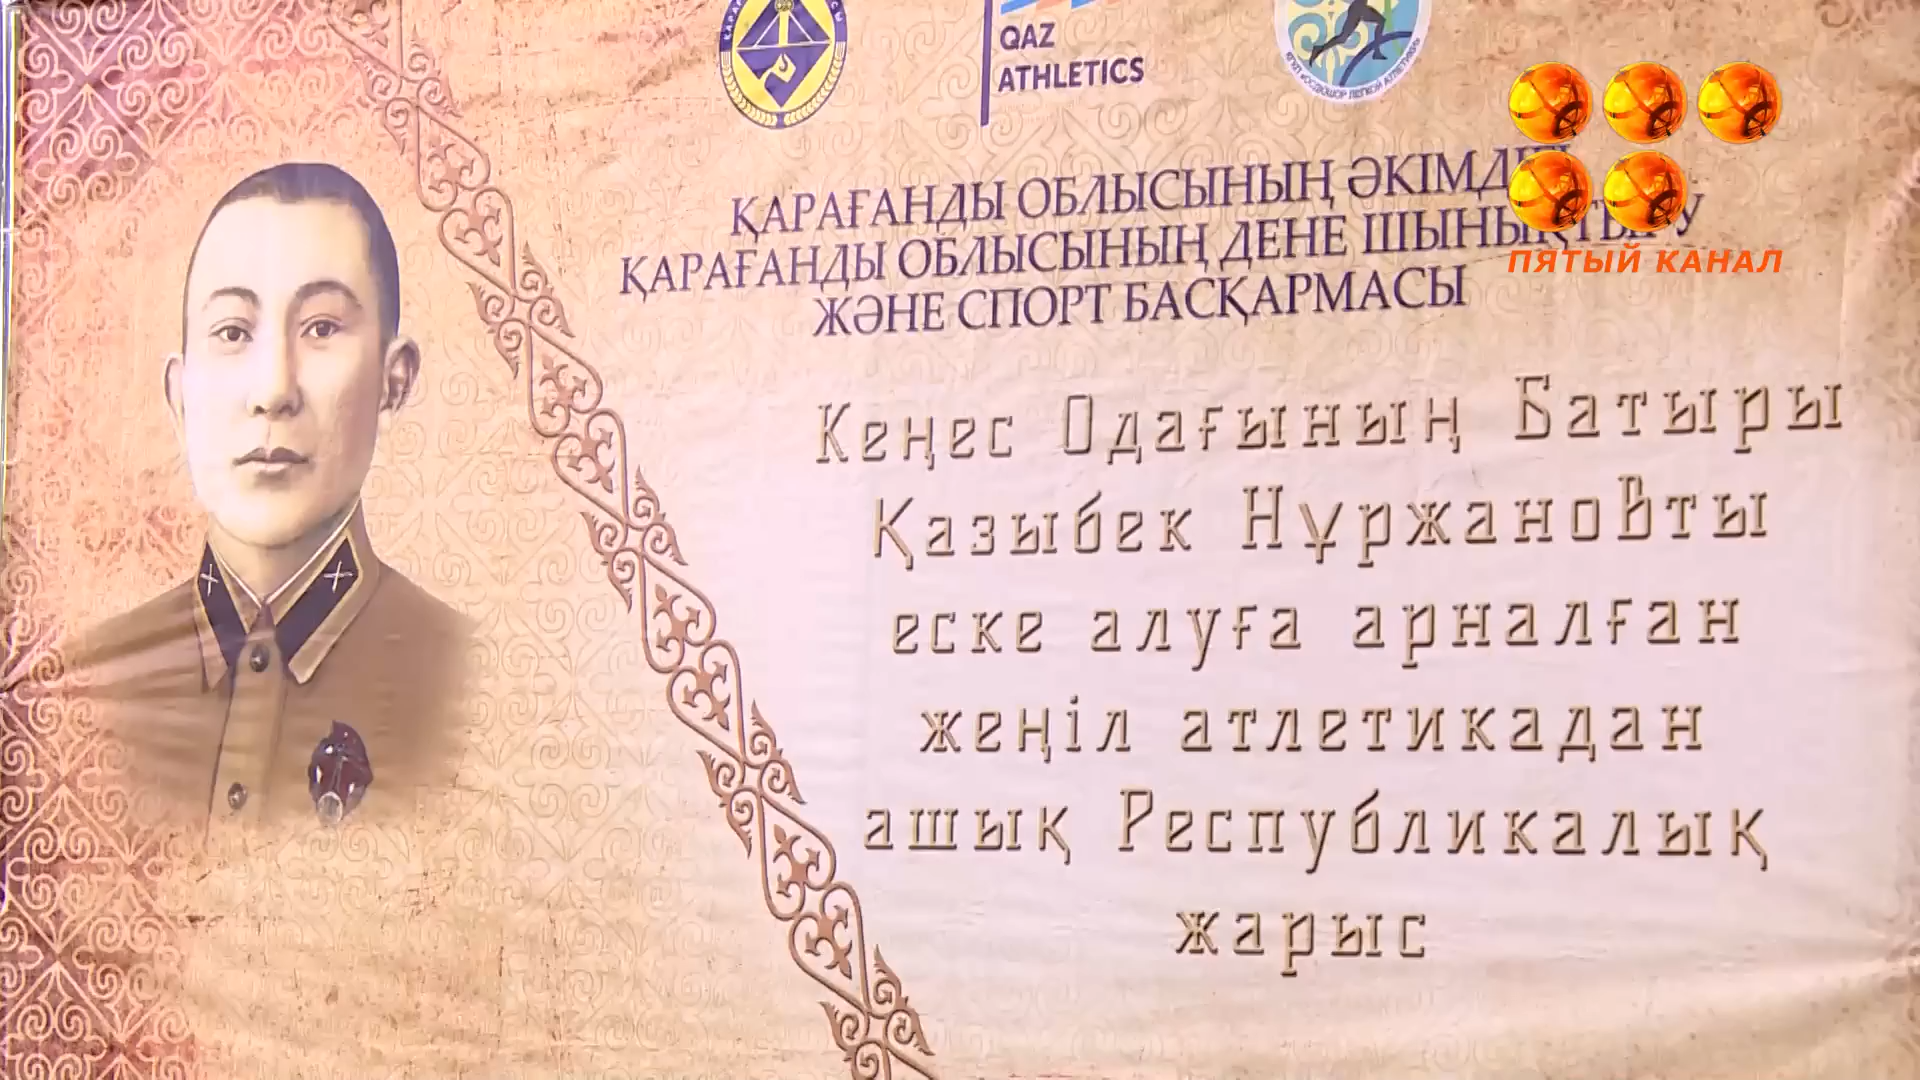 QAZ
ATHLETICS
ҚАРАҒАНДЫ ОБЛЫСЫНЫҢ
ҚАРАҒАНДЫ ОБЛЫСЫНЫҢ ДЕНЕ ШЫНЫҚТЫРУ
ЖӘНЕ СПОРТ БАСҚАРМАСЫ
ПЯТЫЙ КАНАЛ
Кеңес Одағының Батыры
Қазыбек Нұржановты
еске алуға арналған
жеңіл атлетикадан
ашық Республикалық
жарыс